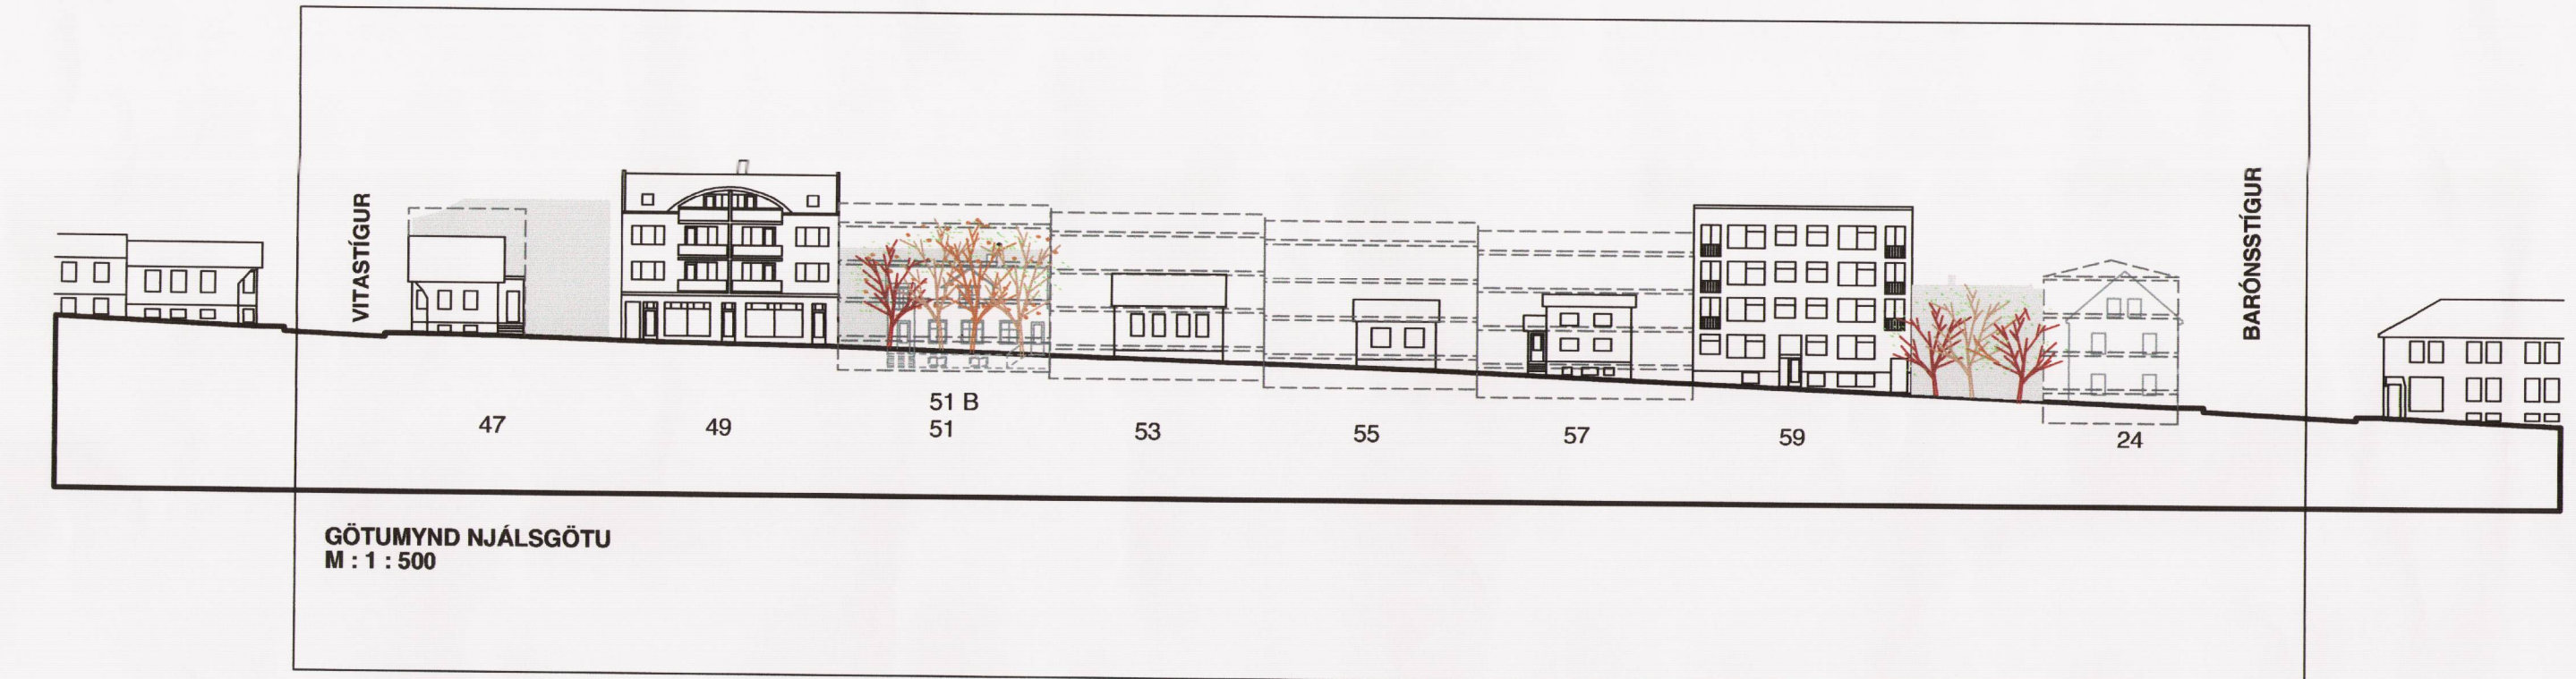 VITASTÍGUR
BARÓNSSTÍGUR
47
49
51 B
51
53
55
57
59
24
GÖTUMYND NJÁLSGÖTU
M : 1 : 500